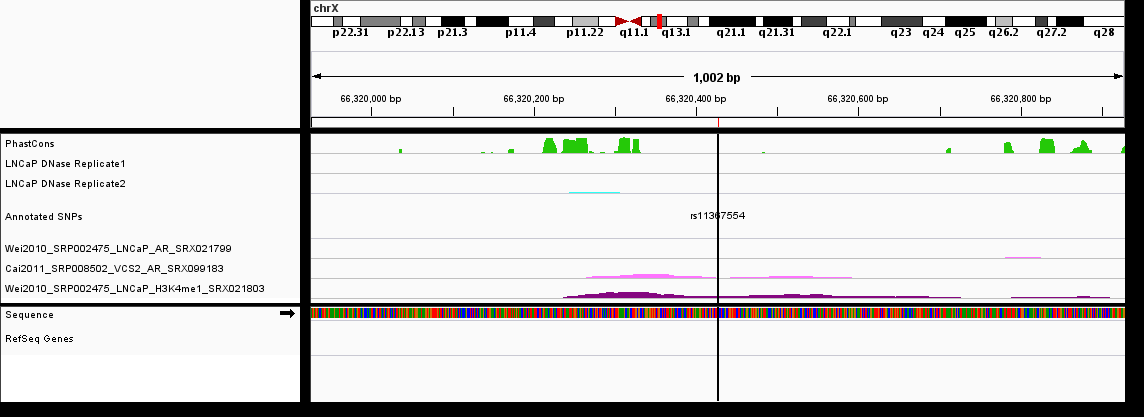 chrX
p22.31 p22.13 p21.3 p11.4 p11.22 q11.1 q13.1 q21.1 q21.31 q22.1 q23 q24 q25 q26.2 q27.2 q28
1,002 bp
66,320,000 bp 66,320,200 bp 66,320,400 bp 66,320,600 bp 66,320,800 bp
PhastCons
LNCaP DNase Replicate1
LNCaP DNase Replicate2
Annotated SNPs
rs11367554
Wei2010_SRP002475_LNCaP_AR_SRX021799
Cai2011_SRP008502_VCS2_AR_SRX099183
Wei2010_SRP002475_LNCaP_H3K4me1_SRX021803
Sequence
RefSeq Genes